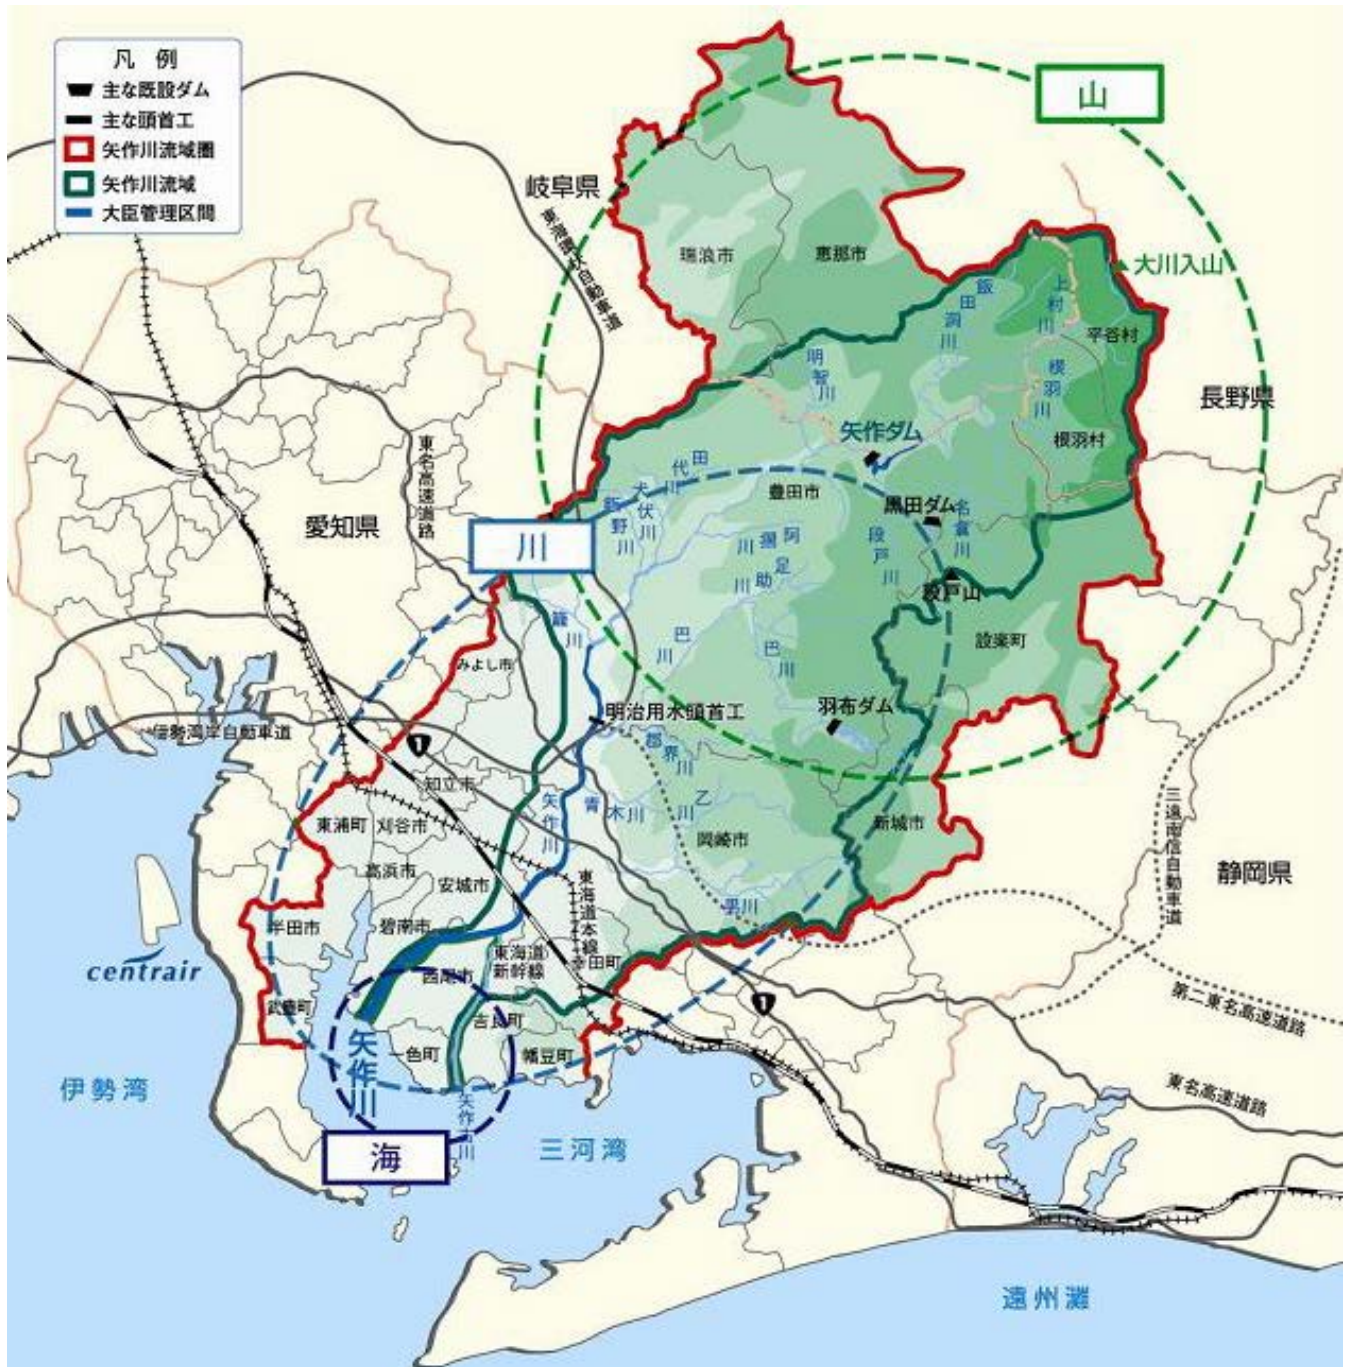 凡 例
主な既設ダム
主な頭首工
矢作川流域圏
矢作川流域
大臣管理区間
山
岐阜県
東海環状自動車道
瑞浪市
恵那市
大川入山
上村川
飯田洞川
平谷村
明智川
横羽川
長野県
矢作ダム
根羽村
東名高速道路
田代川
犬伏川
飯野川
豊田市
黒田ダム
名倉川
愛知県
川
阿摺川
足助川
段戸川
段戸山
籠川
巴川
巴川
設楽町
みよし市
羽布ダム
明治用水頭首工
伊勢湾岸自動車道
1
郡界川
知立市
矢作川
青木川
乙川
三遠南信自動車道
東浦町
刈谷市
岡崎市
新城市
高浜市
安城市
静岡県
東海道本線
男川
半田市
碧南市
centrair
西尾市
東海道
新幹線
幸田町
武豊町
吉良町
1
第二東名高速道路
矢作川
一色町
幡豆町
伊勢湾
東名高速道路
矢作古川
海
三河湾
遠州灘